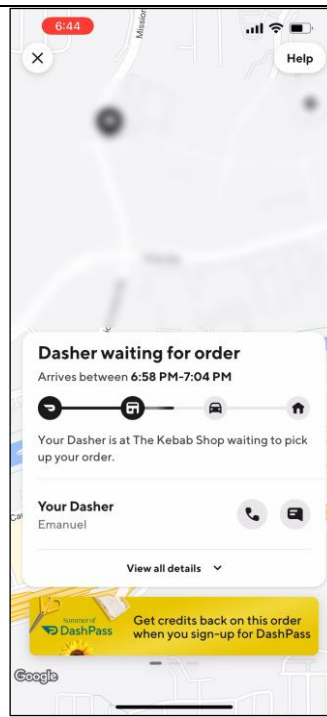 6:44
Mission
Help
Dasher waiting for order
Arrives between 6:58 PM-7:04 PM
Your Dasher is at The Kebab Shop waiting to pick
up your order.
Your Dasher
Emanuel
View all details
Summer of
DashPass
Get credits back on this order
when you sign-up for DashPass
Google